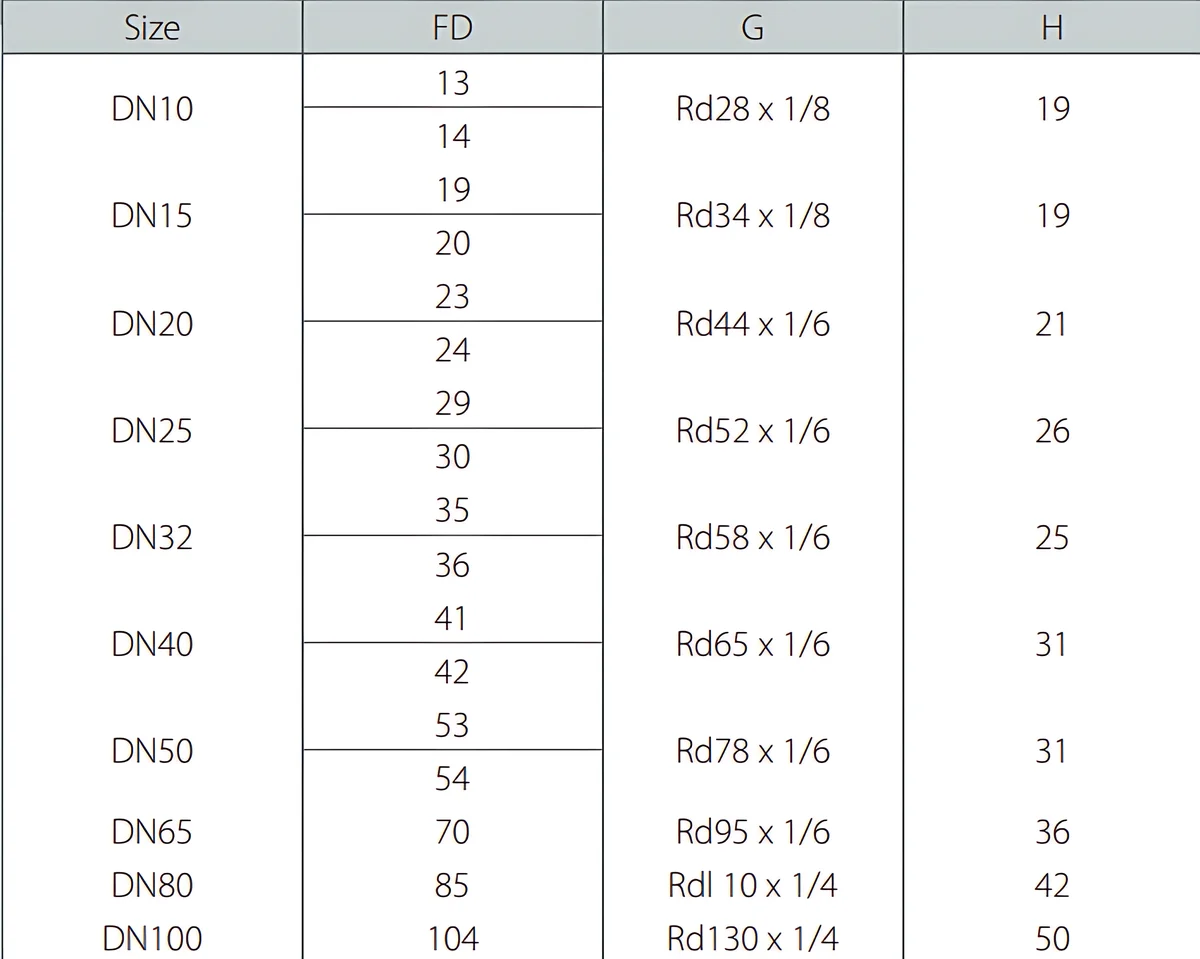 Size FD G H
13
DN10 Rd28 x 1/8 19
14
19
DN15 Rd34 x 1/8 19
20
23
DN20 Rd44 x 1/6 21
24
29
DN25 Rd52 x 1/6 26
30
35
DN32 Rd58 x 1/6 25
36
41
DN40 Rd65 x 1/6 31
42
53
DN50 Rd78 x 1/6 31
54
DN65 70 Rd95 x 1/6 36
DN80 85 Rdl 10 x 1/4 42
DN100 104 Rd130 x 1/4 50